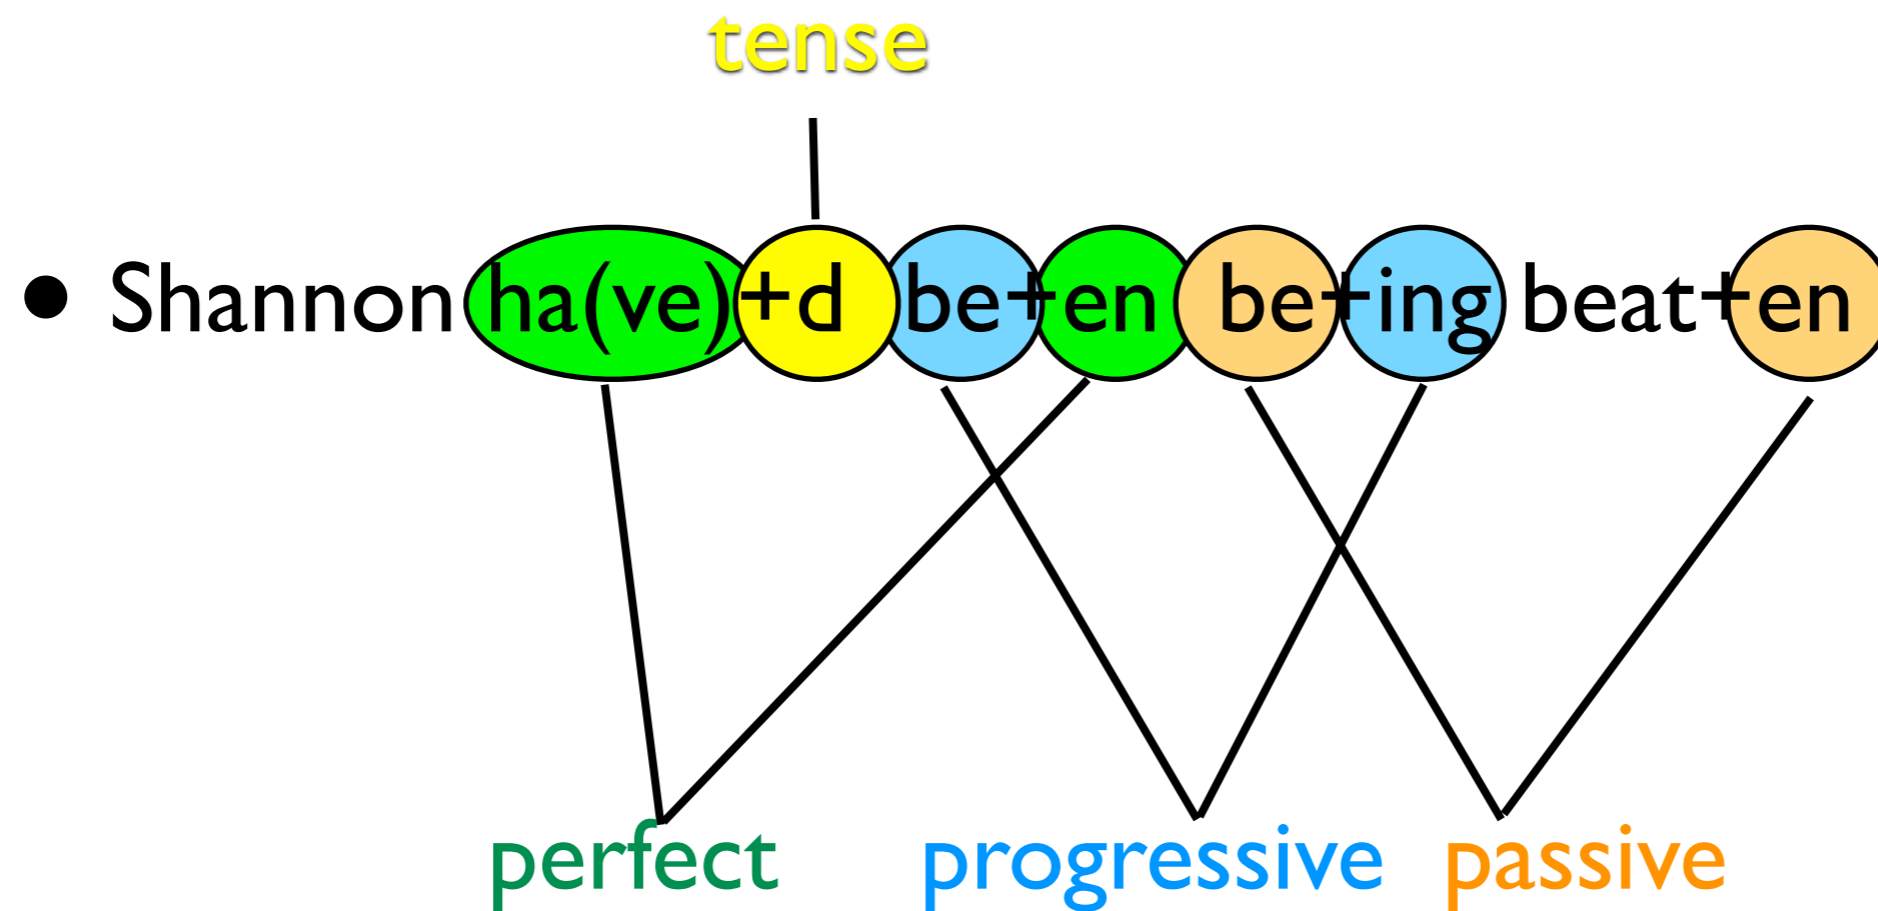 tense
• Shannon ha(ve)+d be+en be+ing beat+en
perfect progressive passive